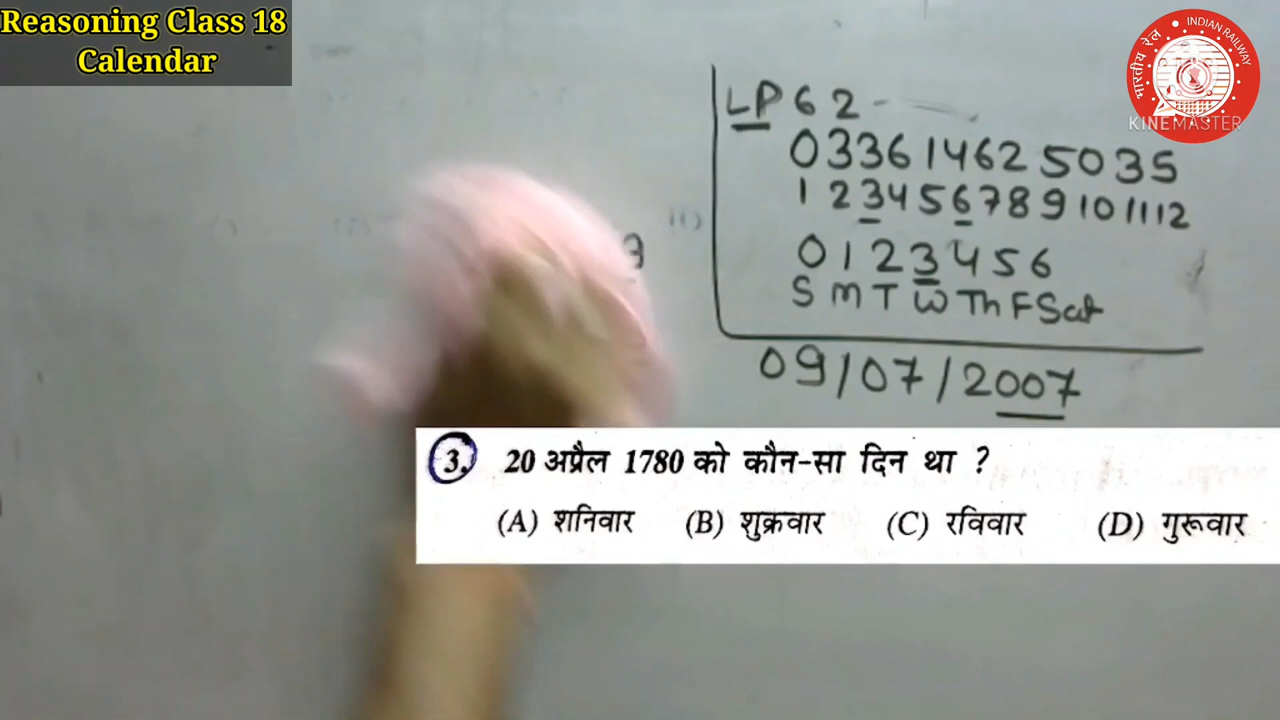 Reasoning Class 18
Calendar
भारतीय रेल • INDIAN RAILWAY
KINEMASTER
LP 6 2
0 3 3 6 1 4 6 2 5 0 3 5
1 2 3 4 5 6 7 8 9 10 11 12
0 1 2 3 4 5 6
S M T W Th F Sat
09/07/2007
3. 20 अप्रैल 1780 को कौन-सा दिन था ?
(A) शनिवार (B) शुक्रवार (C) रविवार (D) गुरूवार